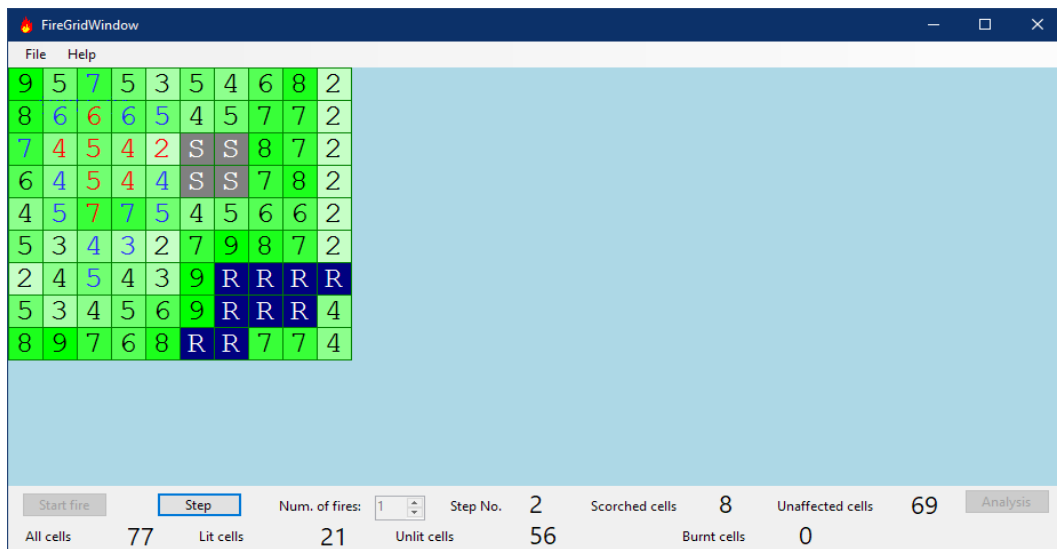 FireGridWindow
File Help
9 5 7 5 3 5 4 6 8 2
8 6 6 6 5 4 5 7 7 2
7 4 5 4 2 S S 8 7 2
6 4 5 4 4 S S 7 8 2
4 5 7 7 5 4 5 6 6 2
5 3 4 3 2 7 9 8 7 2
2 4 5 4 3 9 R R R R
5 3 4 5 6 9 R R R 4
8 9 7 6 8 R R 7 7 4
Start fire Step Num. of fires: 1 Step No. 2 Scorched cells 8 Unaffected cells 69 Analysis
All cells 77 Lit cells 21 Unlit cells 56 Burnt cells 0